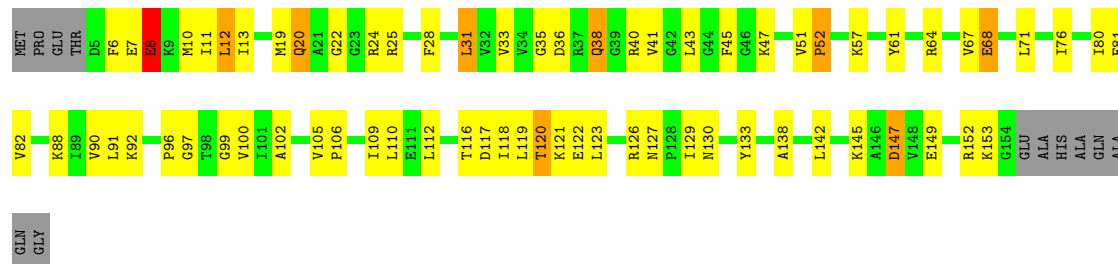 MET PRO GLU THR D5 F6 E7 E8 K9 M10 I11 L12 I13 M19 Q20 A21 G22 G23 R24 R25 F28 L31 V32 V33 V34 G35 D36 R37 Q38 G39 R40 V41 G42 L43 G44 F45 G46 K47 V51 P52 K57 Y61 R64 V67 E68 L71 I76 I80 E81
V82 K88 I89 V90 L91 K92 P96 G97 T98 G99 V100 I101 A102 V105 P106 I109 L110 E111 L112 T116 D117 I118 L119 T120 K121 E122 L123 R126 N127 P128 I129 N130 Y133 A138 L142 K145 A146 D147 V148 E149 R152 K153 G154 GLU ALA HIS ALA GLN ALA
GLN GLY